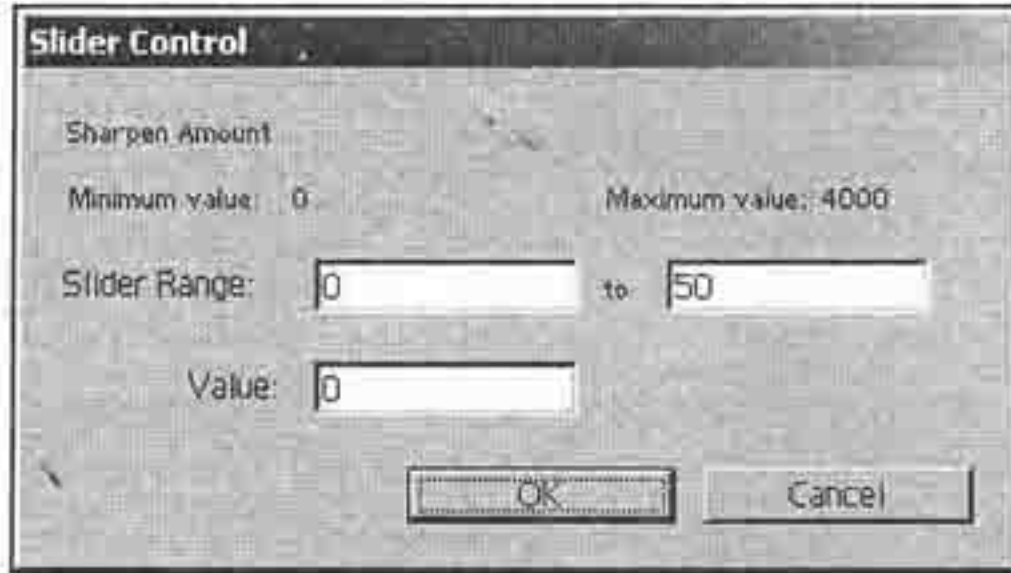 Slider Control
Sharpen Amount
Minimum value: 0 Maximum value: 4000
Slider Range: 0 to 50
Value: 0
OK Cancel